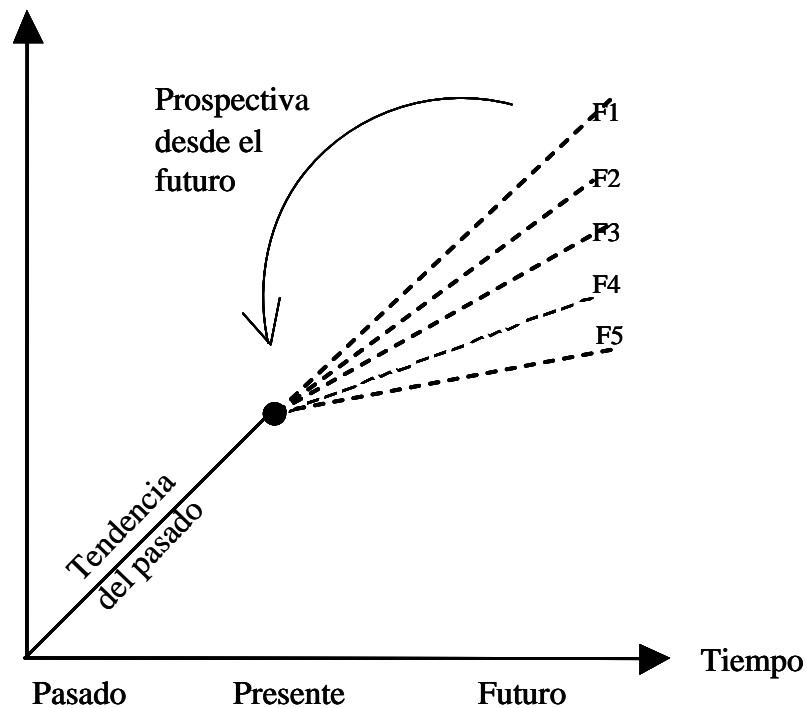 Prospectiva
desde el
futuro
F1
F2
F3
F4
F5
Tendencia
del pasado
Tiempo
Pasado
Presente
Futuro